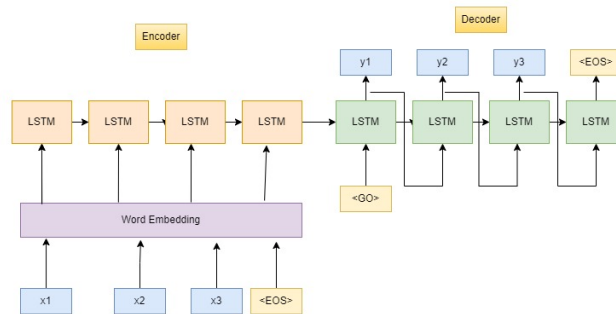 Encoder
Decoder
y1 y2 y3 <EOS>
LSTM LSTM LSTM LSTM LSTM LSTM LSTM LSTM
<GO>
Word Embedding
x1 x2 x3 <EOS>